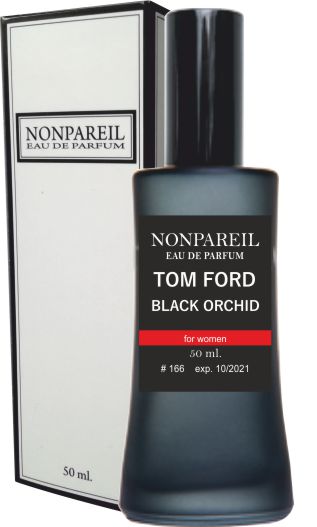 NONPAREIL
EAU DE PARFUM
50 ml.
NONPAREIL
EAU DE PARFUM
TOM FORD
BLACK ORCHID
for women
50 ml.
# 166 exp. 10/2021